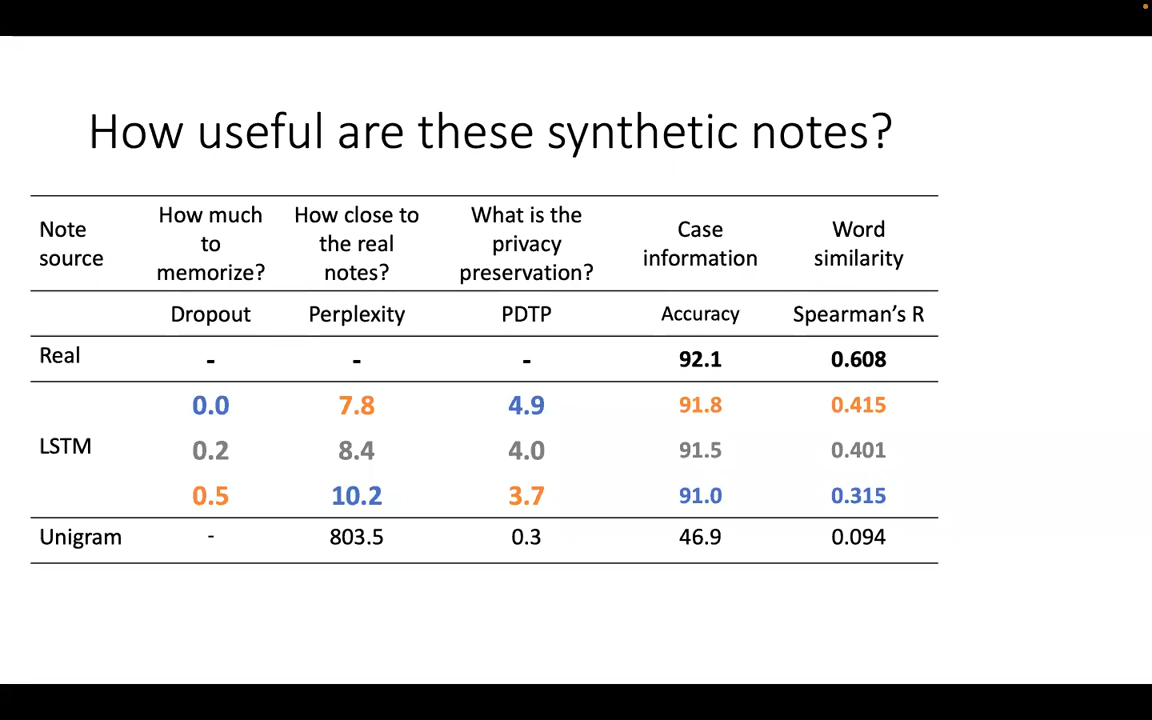 How useful are these synthetic notes?
Note source
How much to memorize?
How close to the real notes?
What is the privacy preservation?
Case information
Word similarity
Dropout Perplexity PDTP Accuracy Spearman’s R
Real - - - 92.1 0.608
LSTM
0.0 7.8 4.9 91.8 0.415
0.2 8.4 4.0 91.5 0.401
0.5 10.2 3.7 91.0 0.315
Unigram - 803.5 0.3 46.9 0.094